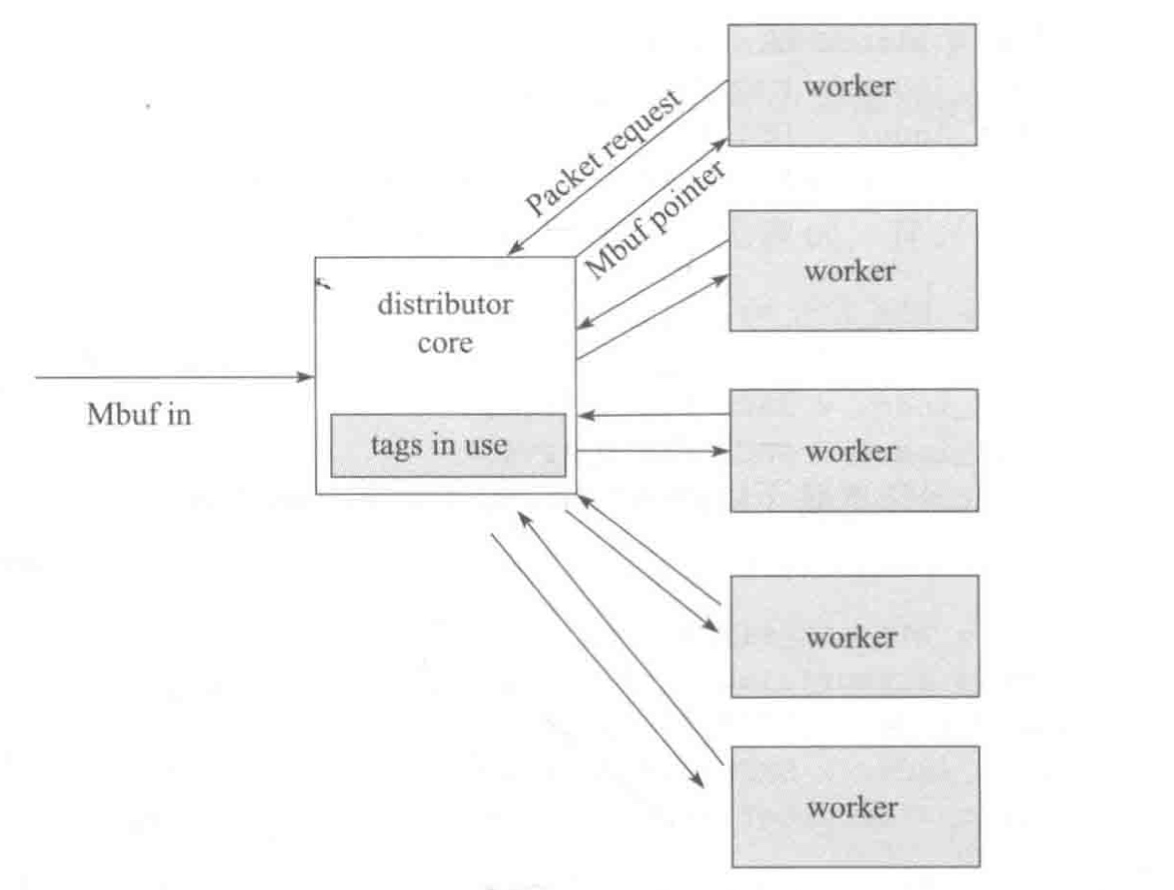 worker
Packet request
Mbuf pointer
worker
distributor
core
Mbuf in
tags in use
worker
worker
worker